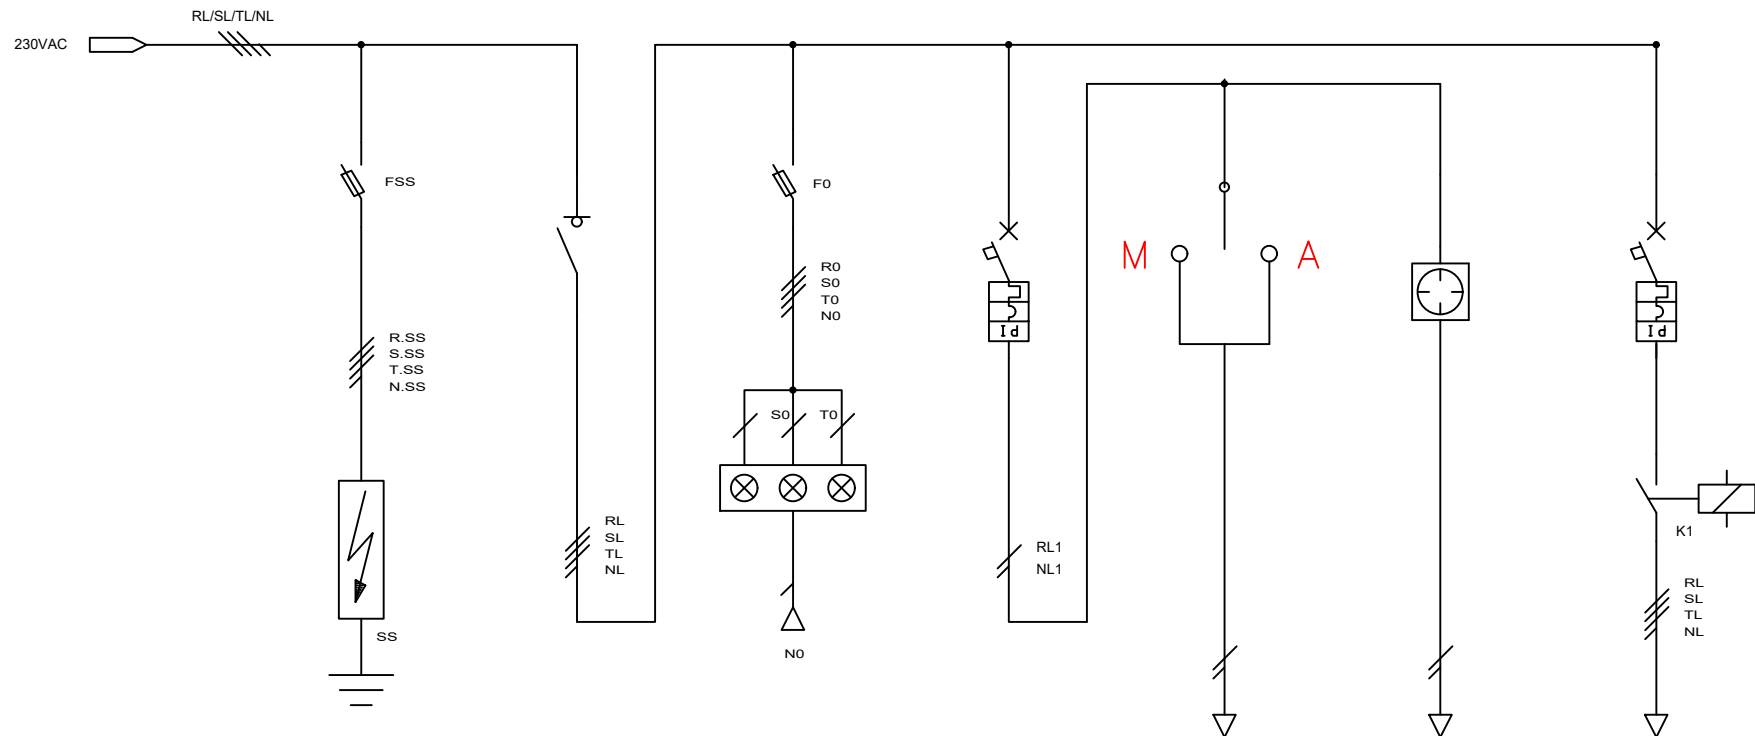 RL/SL/TL/NL
230VAC
FSS
F0
R0
S0
T0
N0
M
A
R.SS
S.SS
T.SS
N.SS
Id
Id
S0
T0
RL
SL
TL
NL
RL1
NL1
K1
RL
SL
TL
NL
SS
N0